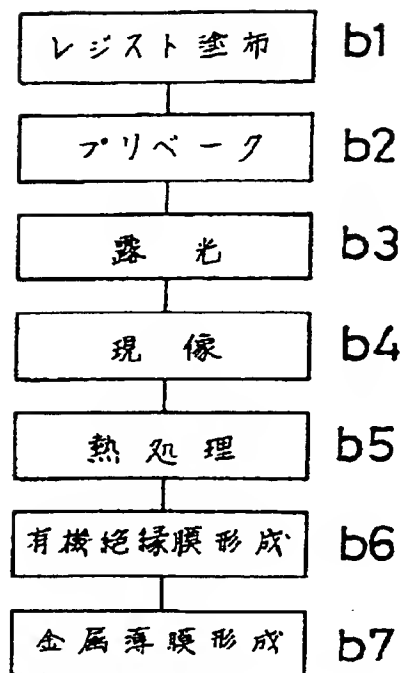 レジスト塗布 b1
プリベーク b2
露光 b3
現像 b4
熱処理 b5
有機絶縁膜形成 b6
金属薄膜形成 b7